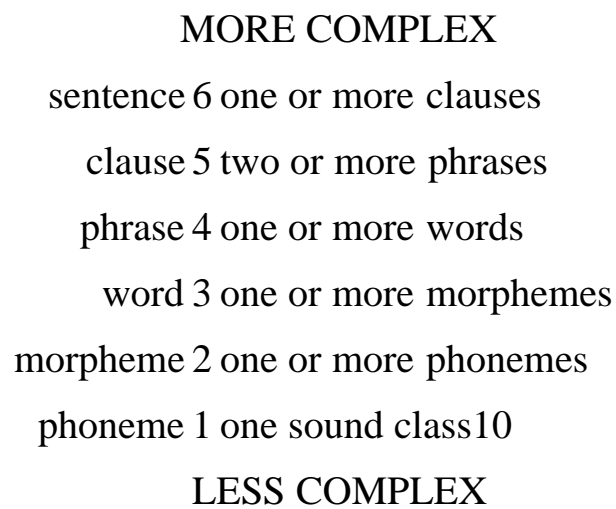 MORE COMPLEX
sentence 6 one or more clauses
clause 5 two or more phrases
phrase 4 one or more words
word 3 one or more morphemes
morpheme 2 one or more phonemes
phoneme 1 one sound class10
LESS COMPLEX